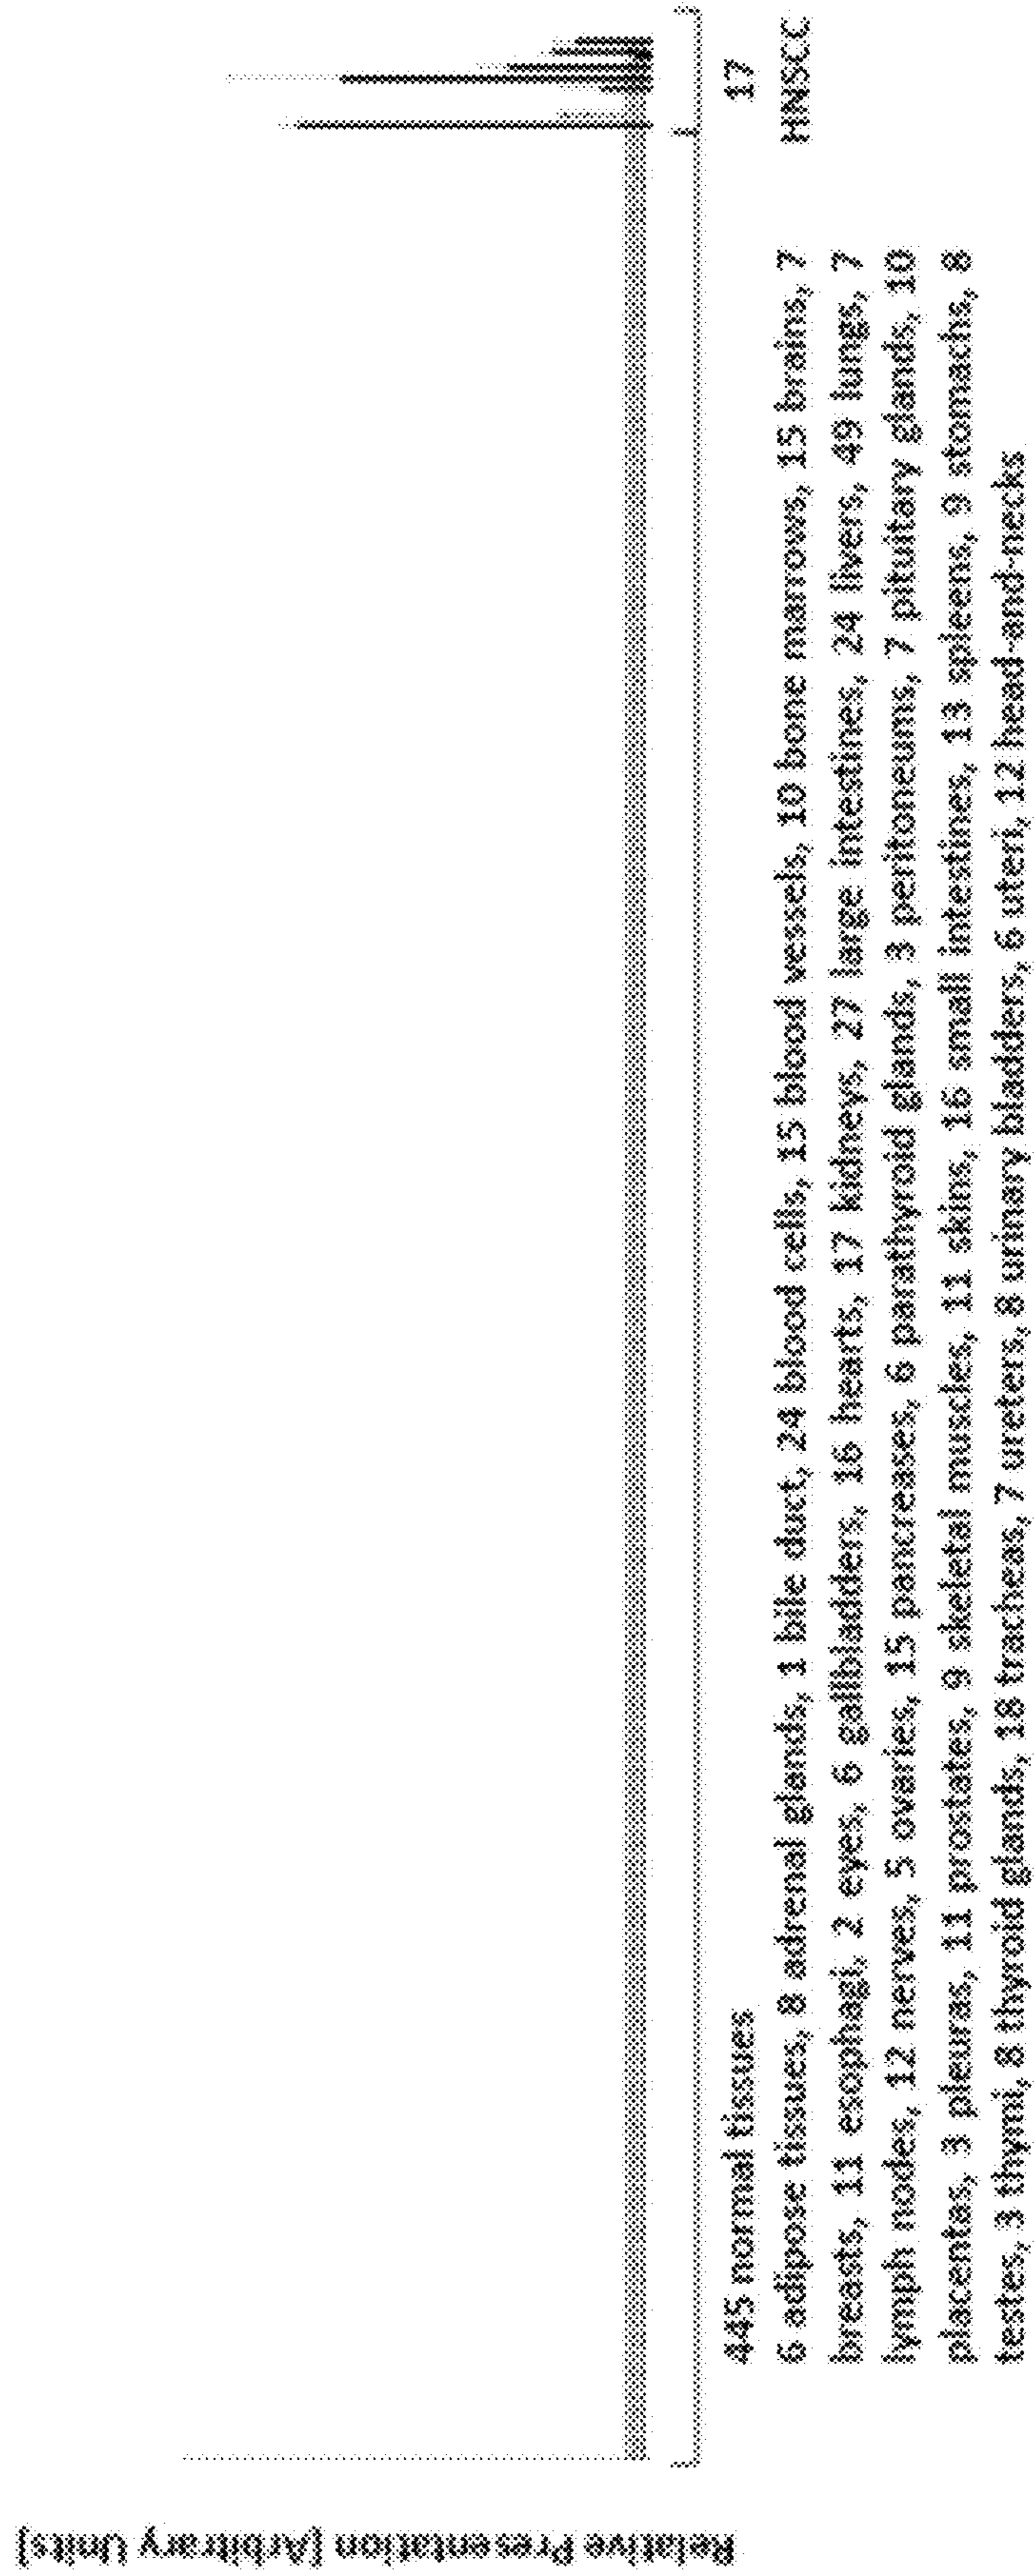 Relative Presentation [Arbitrary Units]
445 normal tissues
17
HNSCC
6 adipose tissues, 8 adrenal glands, 1 bile duct, 24 blood cells, 15 blood vessels, 10 bone marrows, 15 brains, 7
breasts, 11 esophagi, 2 eyes, 6 gallbladders, 16 hearts, 17 kidneys, 27 large intestines, 24 livers, 49 lungs, 7
lymph nodes, 12 nerves, 5 ovaries, 15 pancreases, 6 parathyroid glands, 3 peritoneums, 7 pituitary glands, 10
placentas, 3 pleuras, 11 prostates, 9 skeletal muscles, 11 skins, 16 small intestines, 13 spleens, 9 stomachs, 8
testes, 3 thymi, 8 thyroid glands, 18 tracheas, 7 ureters, 8 urinary bladders, 6 uteri, 12 head-and-necks